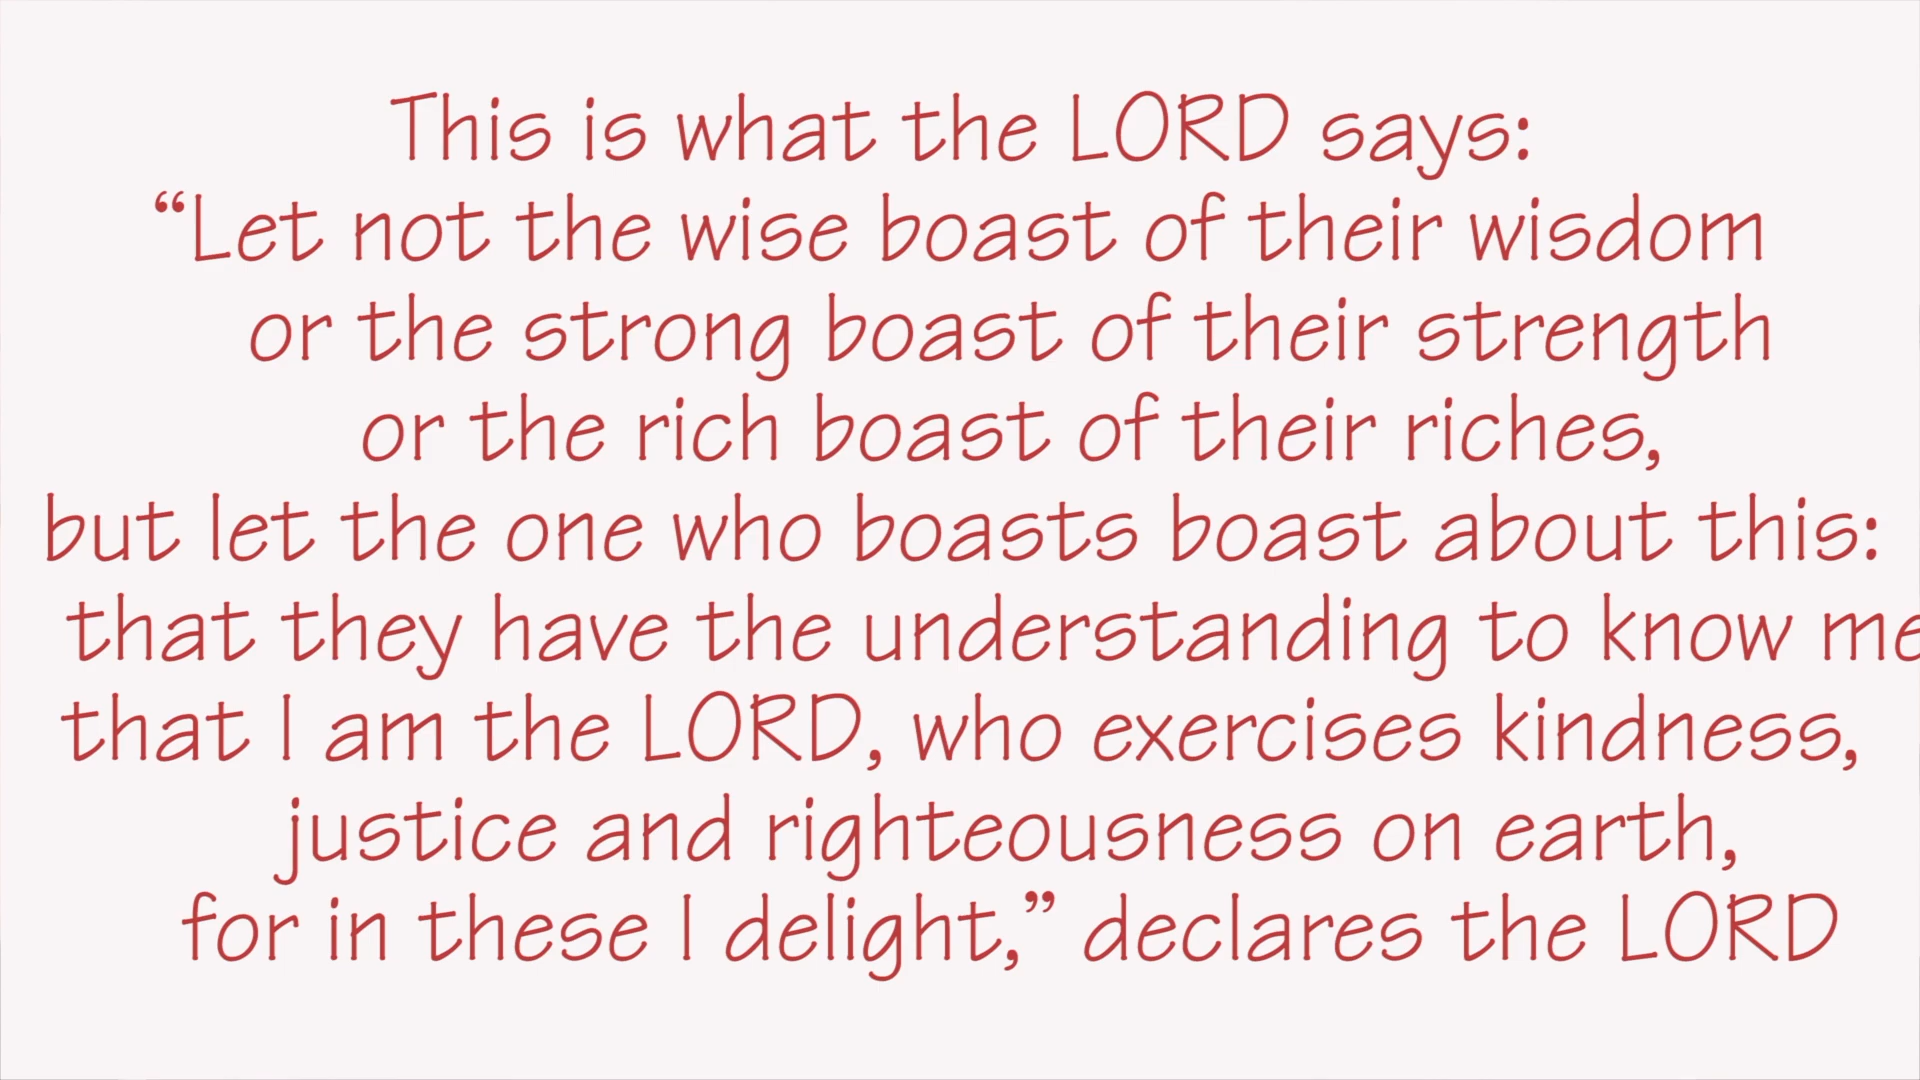 This is what the LORD says:
“Let not the wise boast of their wisdom
or the strong boast of their strength
or the rich boast of their riches,
but let the one who boasts boast about this:
that they have the understanding to know me
that I am the LORD, who exercises kindness,
justice and righteousness on earth,
for in these I delight,” declares the LORD